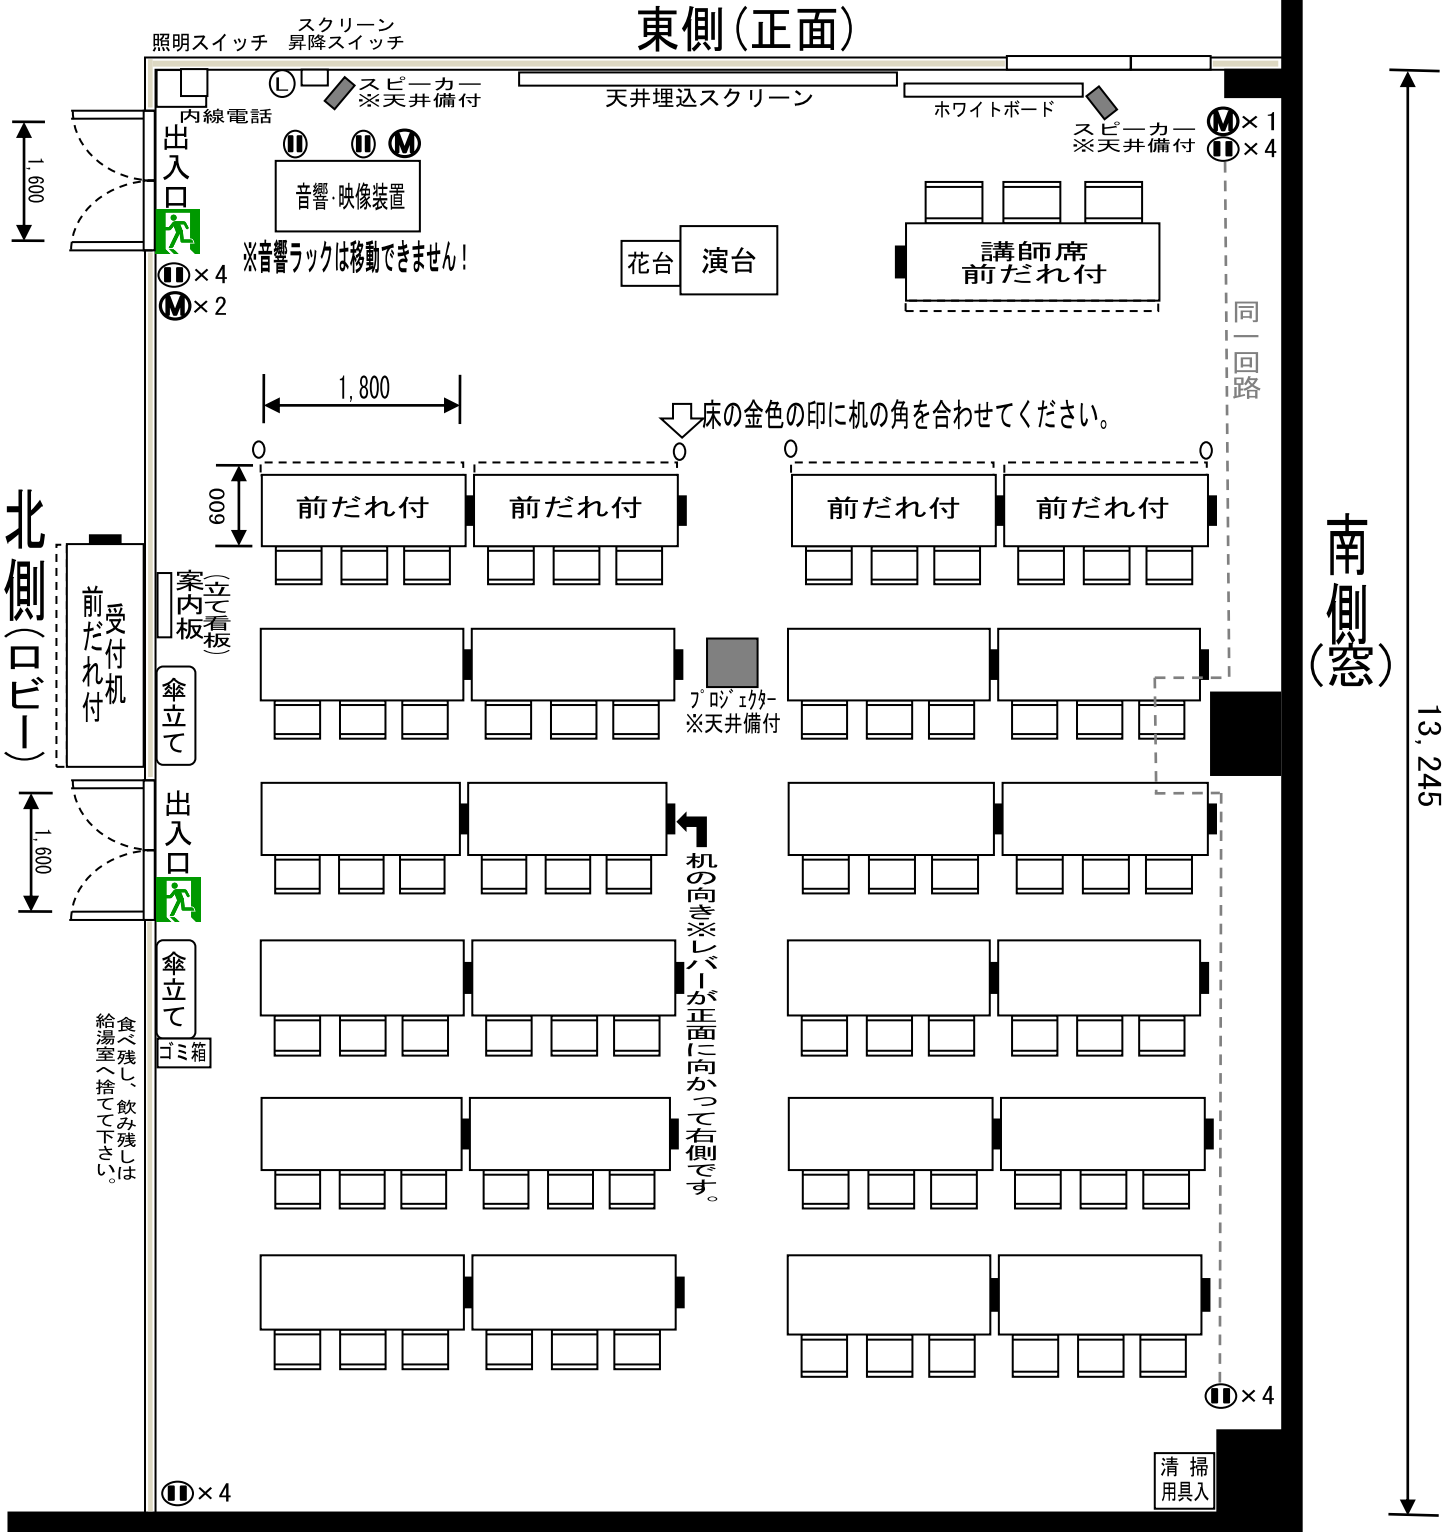 東側(正面)
照明スイッチ
スクリーン
昇降スイッチ
L
スピーカー
※天井備付
天井埋込スクリーン
ホワイトボード
スピーカー
※天井備付
M×1
×4
内線電話
出入口
1,600
M
音響・映像装置
※音響ラックは移動できません!
花台
演台
講師席
前だれ付
×4
M×2
同一回路
1,800
床の金色の印に机の角を合わせてください。
600
前だれ付
前だれ付
前だれ付
前だれ付
北側(ロビー)
受付机
前だれ付
案内板
(立て看板)
傘立て
プロジェクター
※天井備付
南側
(窓)
13,245
出入口
1,600
机の向き※レバーが正面に向かって右側です。
傘立て
ゴミ箱
食べ残し、飲み残しは
給湯室へ捨てて下さい。
×4
清掃
用具入
×4